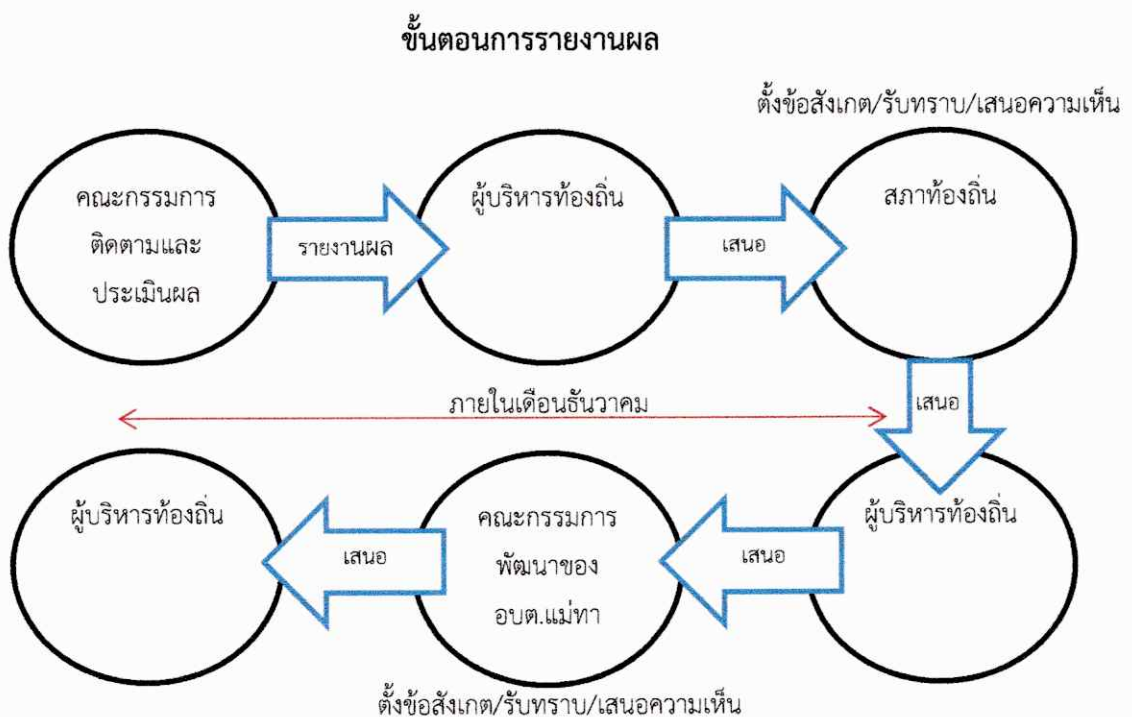 ขั้นตอนการรายงานผล
ตั้งข้อสังเกต/รับทราบ/เสนอความเห็น
คณะกรรมการ
ติดตามและ
ประเมินผล
รายงานผล
ผู้บริหารท้องถิ่น
เสนอ
สภาท้องถิ่น
เสนอ
ภายในเดือนธันวาคม
ผู้บริหารท้องถิ่น
เสนอ
คณะกรรมการ
พัฒนาของ
อบต.แม่ทา
เสนอ
ผู้บริหารท้องถิ่น
ตั้งข้อสังเกต/รับทราบ/เสนอความเห็น